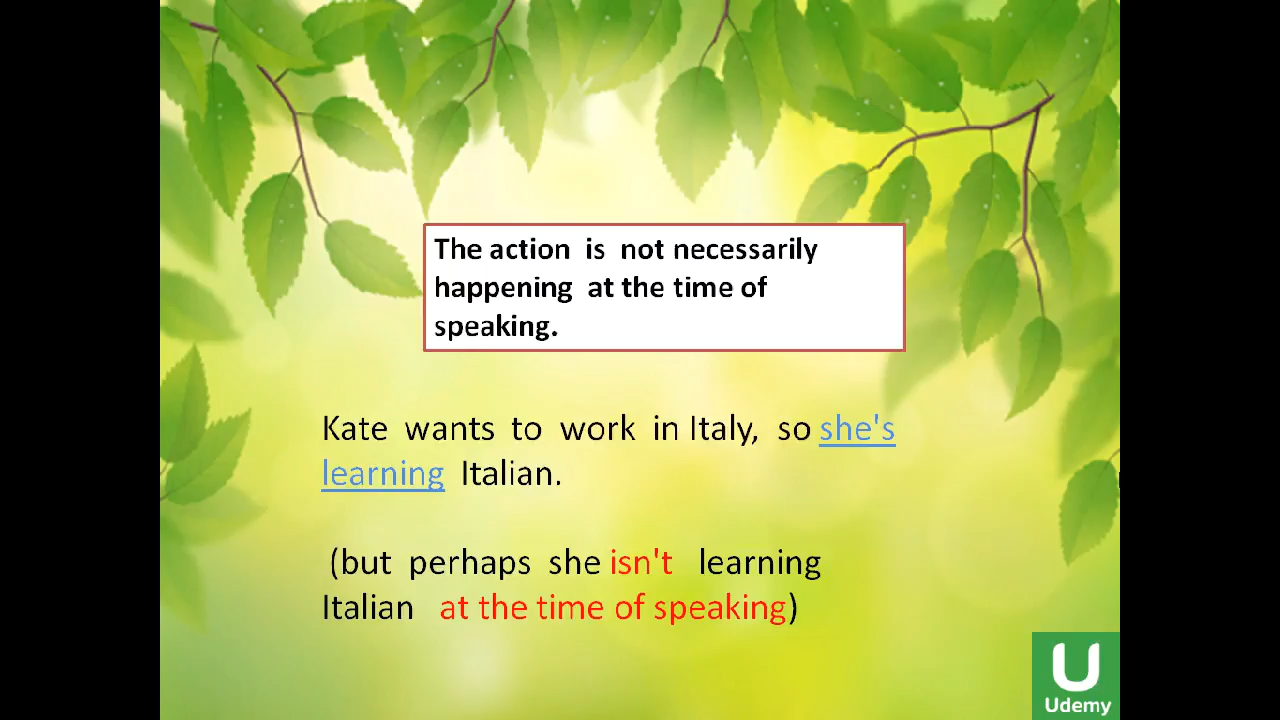 The action is not necessarily
happening at the time of
speaking.
Kate wants to work in Italy, so she's
learning Italian.
(but perhaps she isn't learning
Italian at the time of speaking)
U
Udemy